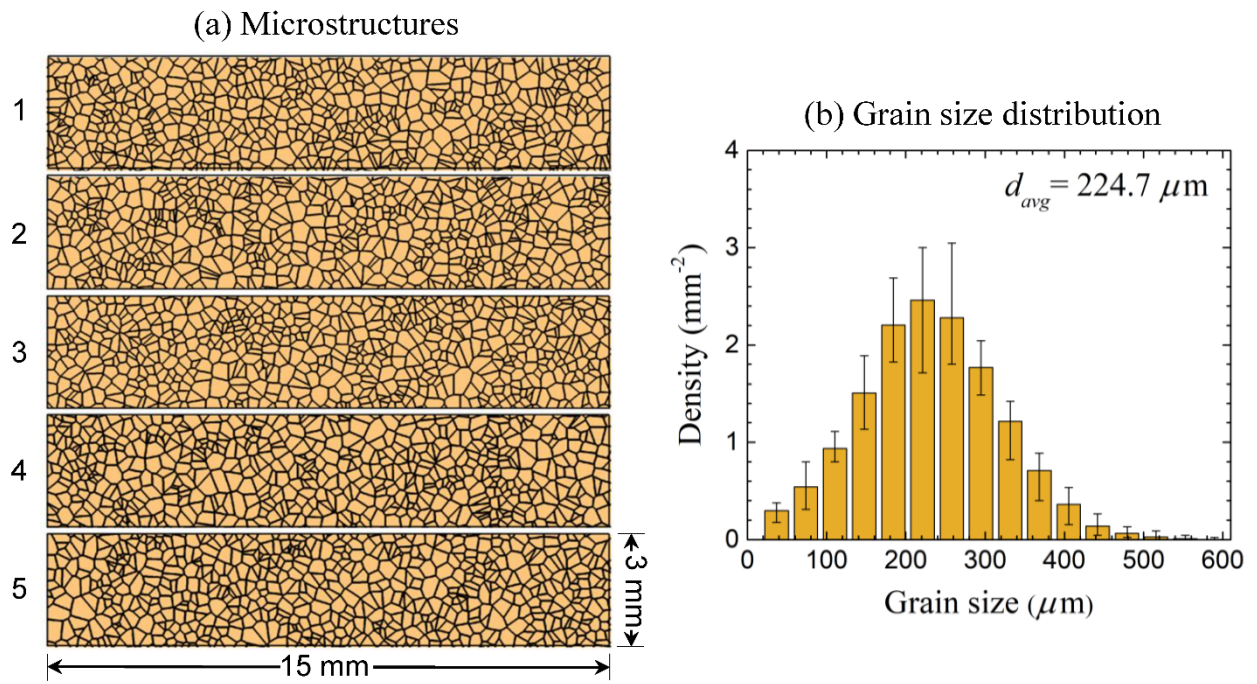 (a) Microstructures
1
2
3
4
5
3 mm
15 mm
(b) Grain size distribution
d_avg = 224.7 μm
Density (mm⁻²)
4
3
2
1
0
0 100 200 300 400 500 600
Grain size (μm)